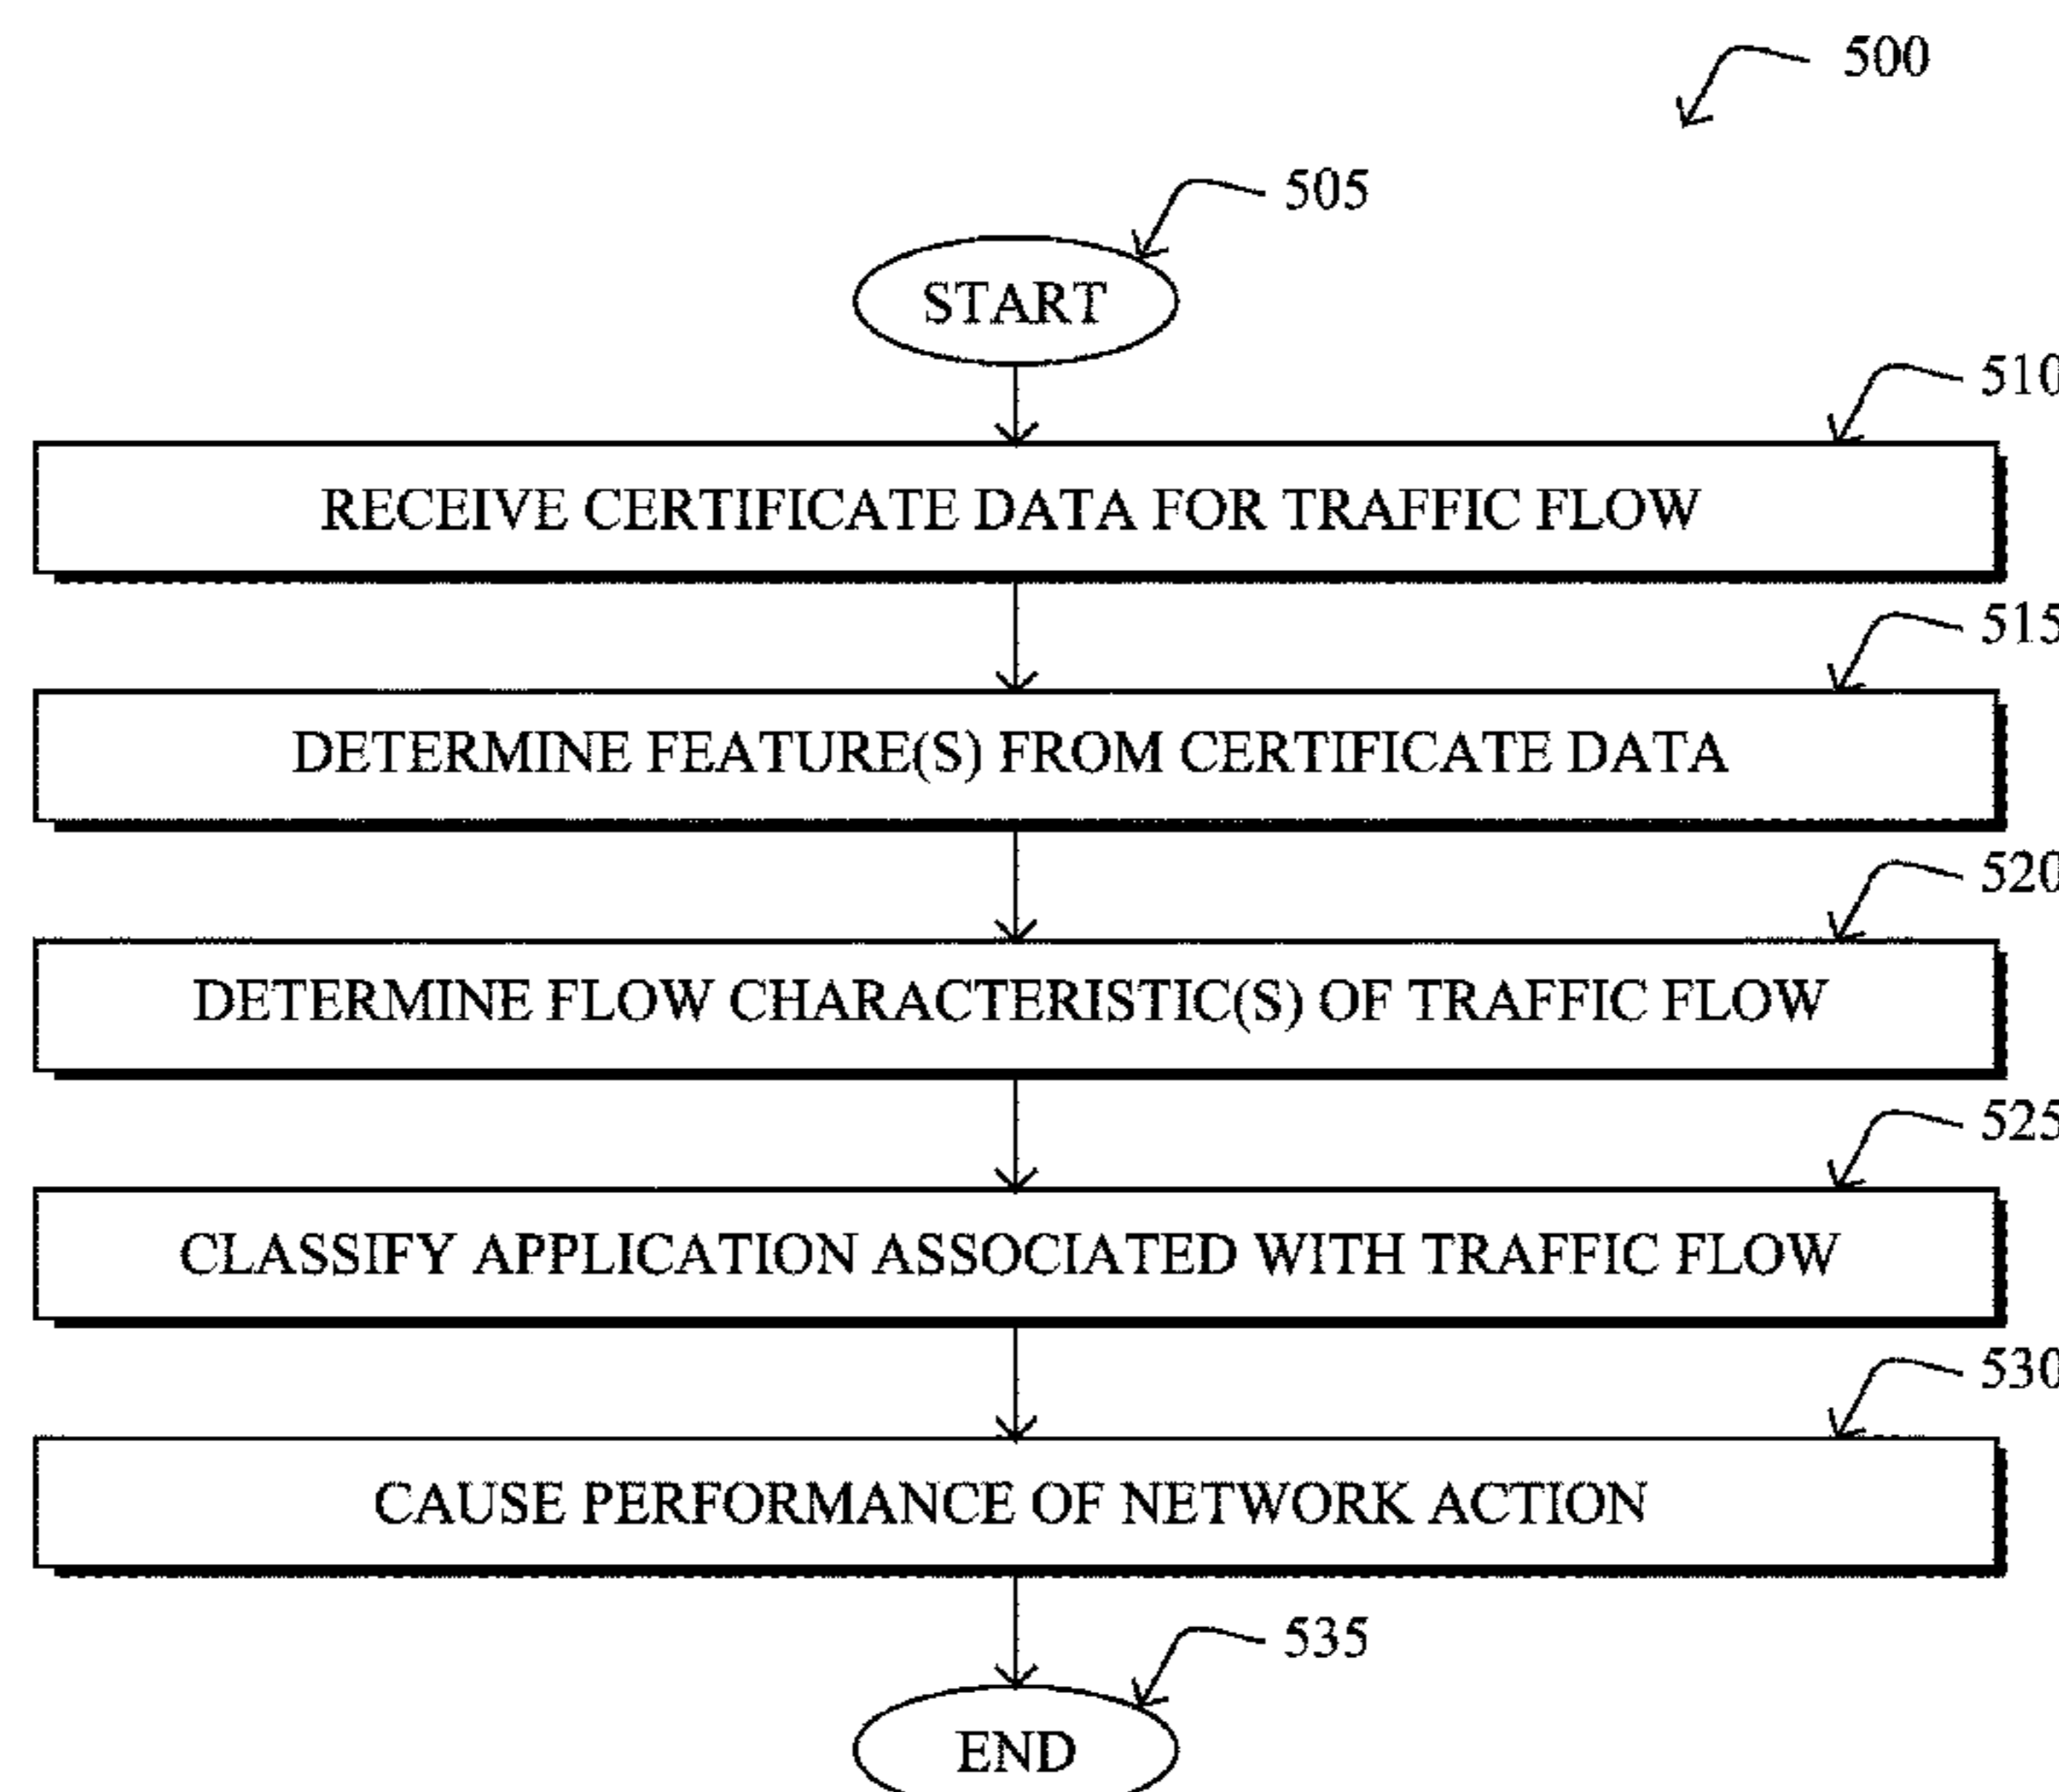 500
505
START
510
RECEIVE CERTIFICATE DATA FOR TRAFFIC FLOW
515
DETERMINE FEATURE(S) FROM CERTIFICATE DATA
520
DETERMINE FLOW CHARACTERISTIC(S) OF TRAFFIC FLOW
525
CLASSIFY APPLICATION ASSOCIATED WITH TRAFFIC FLOW
530
CAUSE PERFORMANCE OF NETWORK ACTION
535
END